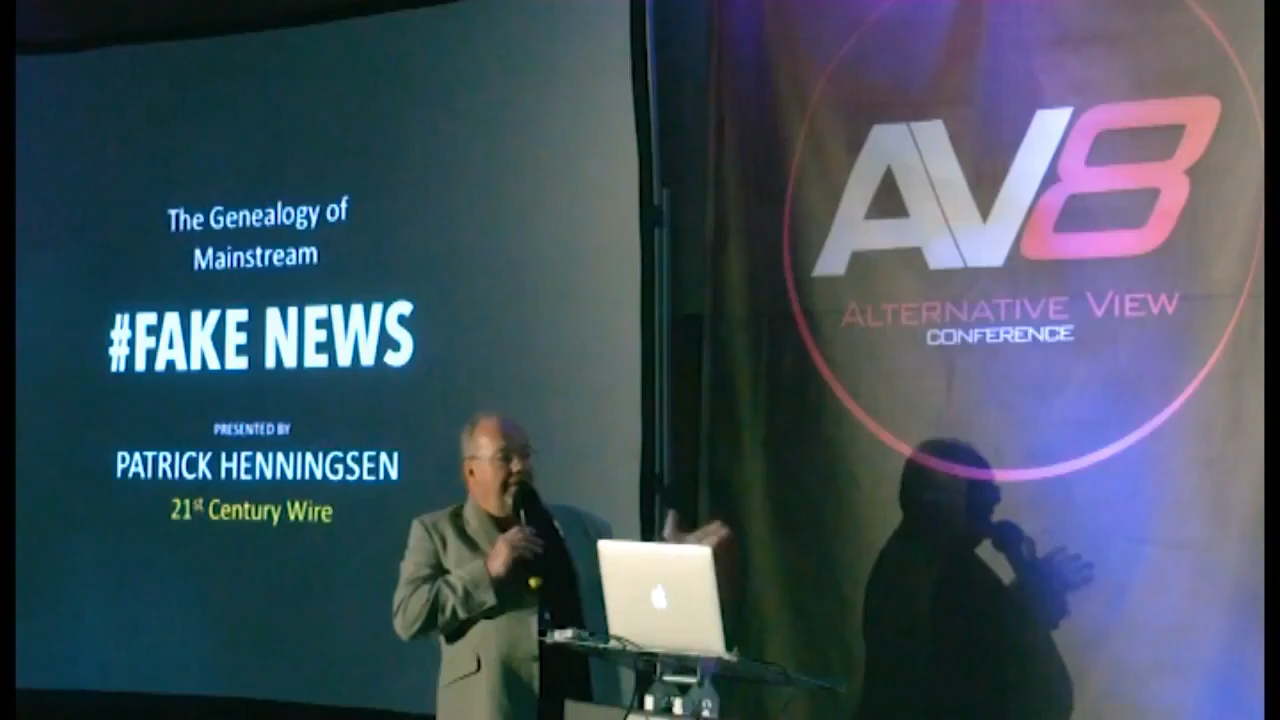 The Genealogy of
Mainstream
#FAKE NEWS
PRESENTED BY
PATRICK HENNINGSEN
21st Century Wire
AV8
ALTERNATIVE VIEW
CONFERENCE